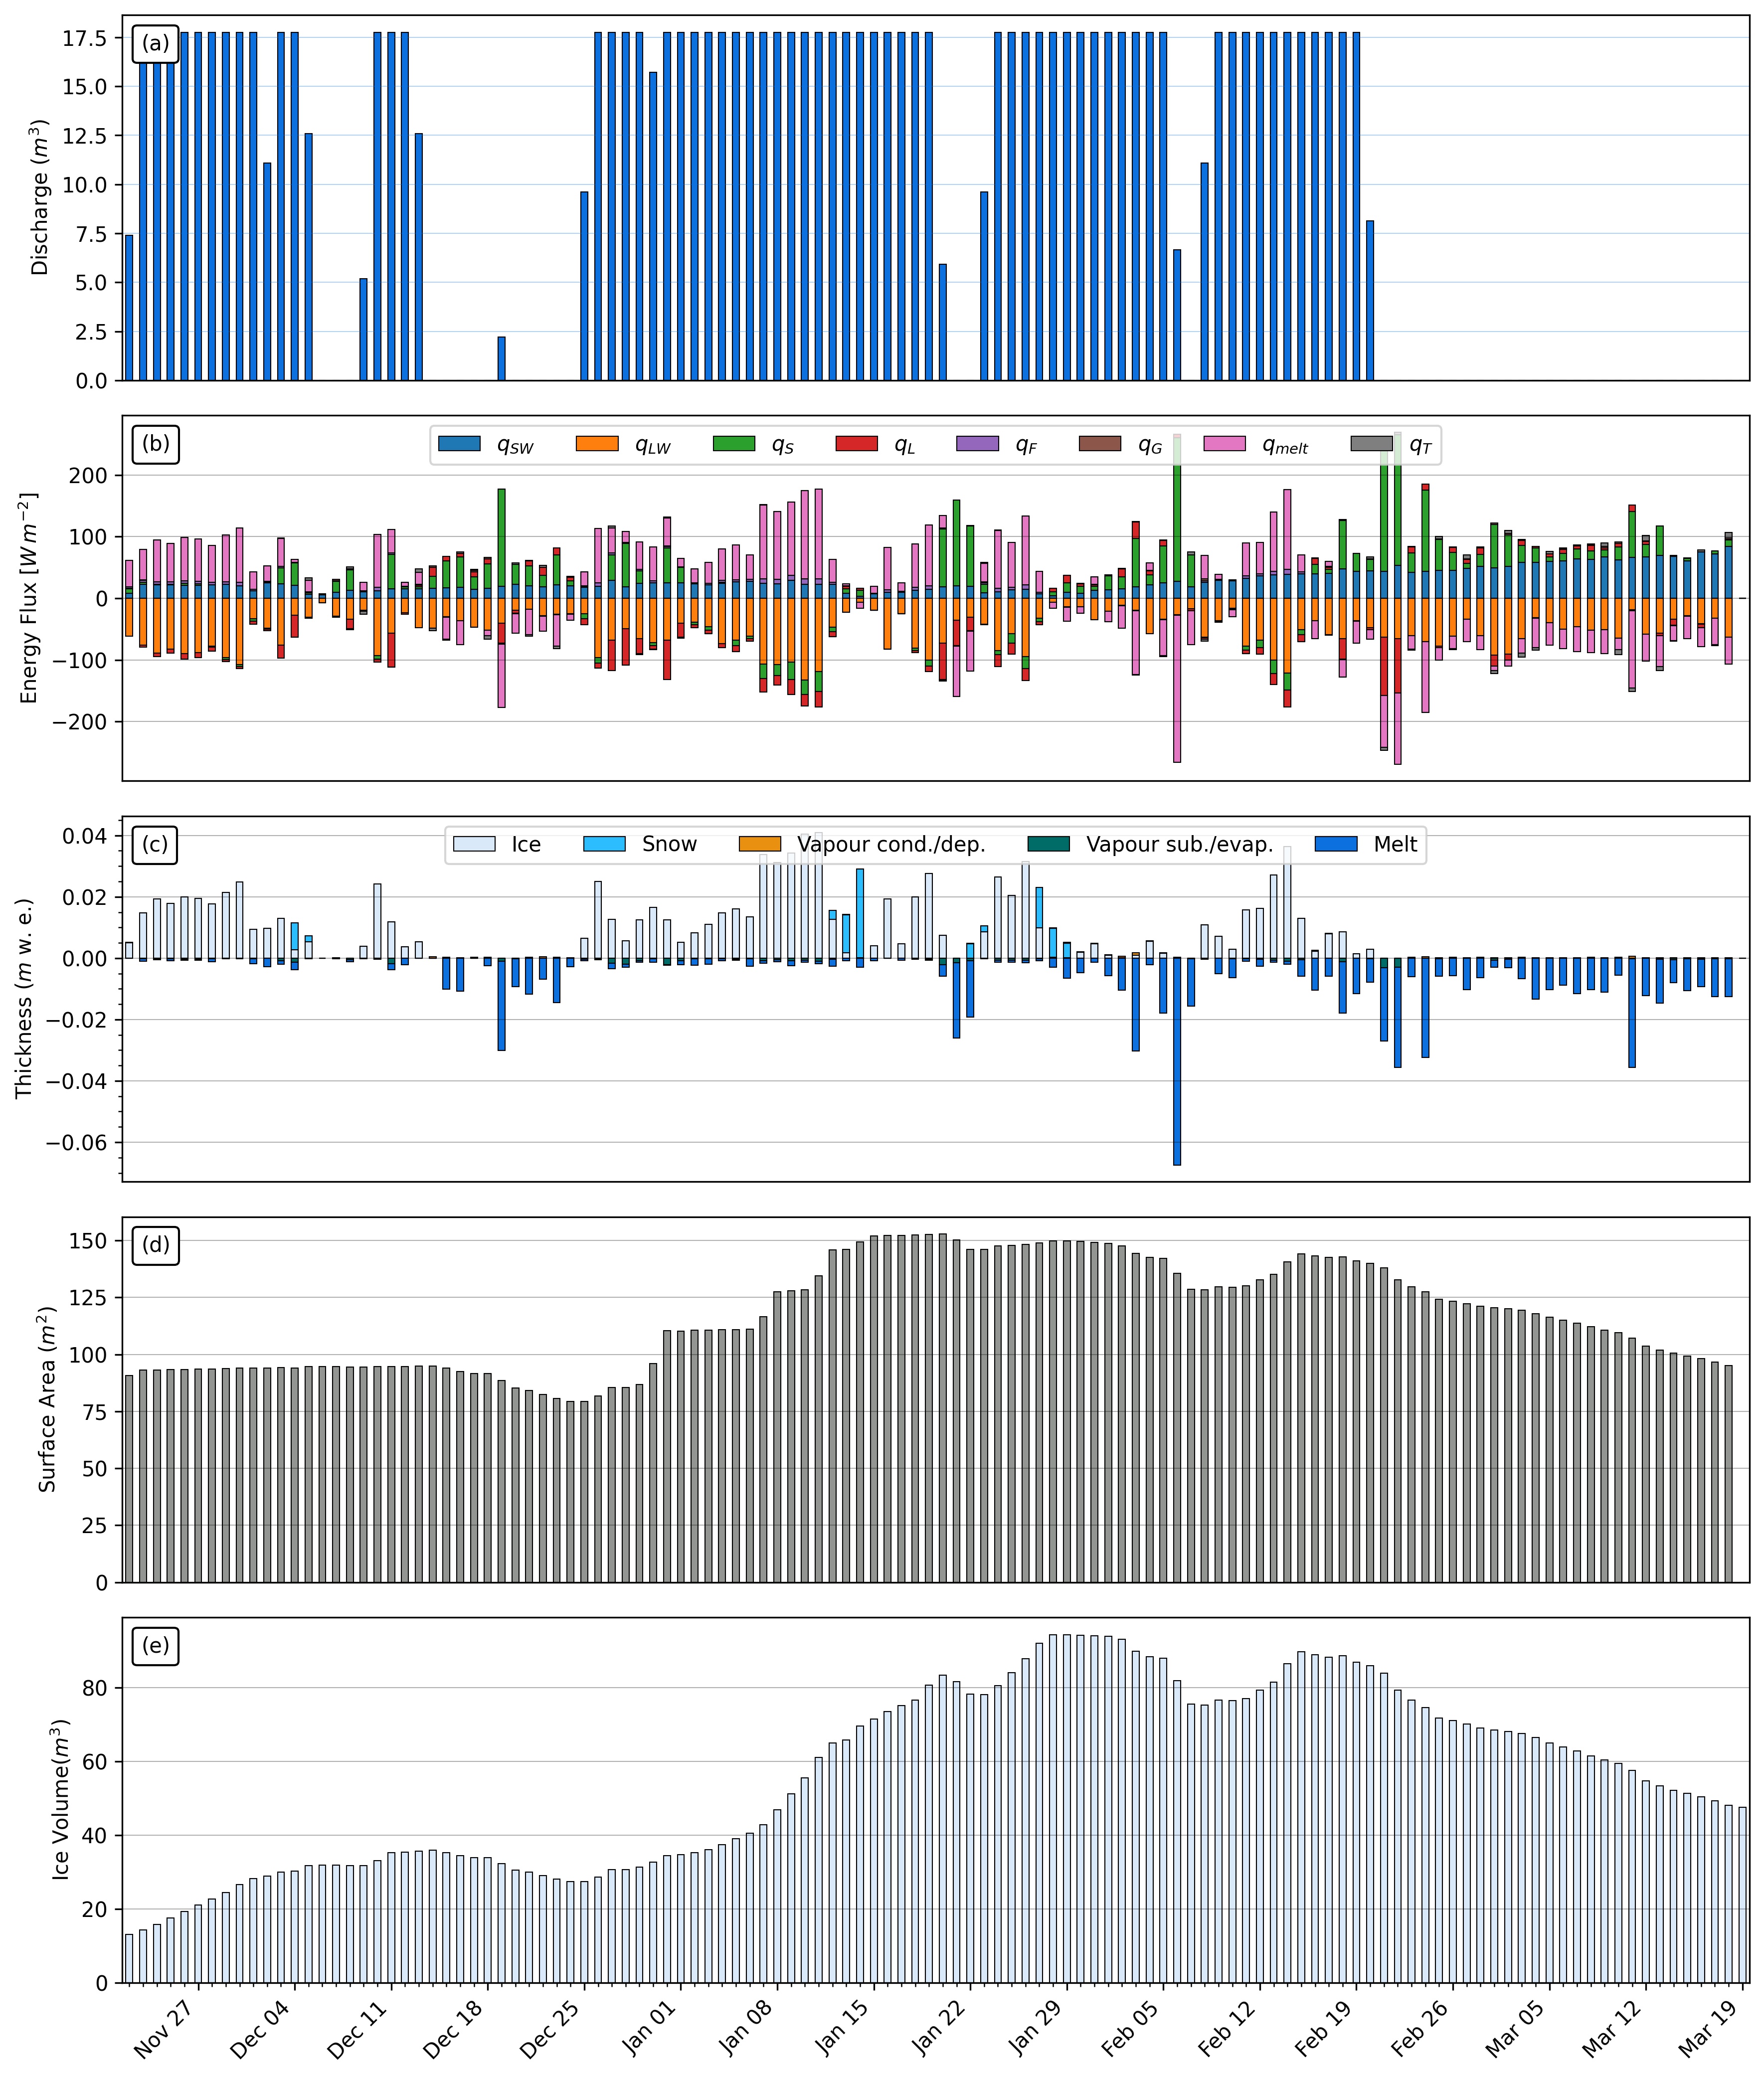 (a)
Discharge (m³)
17.5
15.0
12.5
10.0
7.5
5.0
2.5
0.0
(b)
q_SW q_LW q_S q_L q_F q_G q_melt q_T
Energy Flux [W m⁻²]
200
100
0
−100
−200
(c)
Ice Snow Vapour cond./dep. Vapour sub./evap. Melt
Thickness (m w. e.)
0.04
0.02
0.00
−0.02
−0.04
−0.06
(d)
Surface Area (m²)
150
125
100
75
50
25
0
(e)
Ice Volume(m³)
80
60
40
20
0
Nov 27 Dec 04 Dec 11 Dec 18 Dec 25 Jan 01 Jan 08 Jan 15 Jan 22 Jan 29 Feb 05 Feb 12 Feb 19 Feb 26 Mar 05 Mar 12 Mar 19